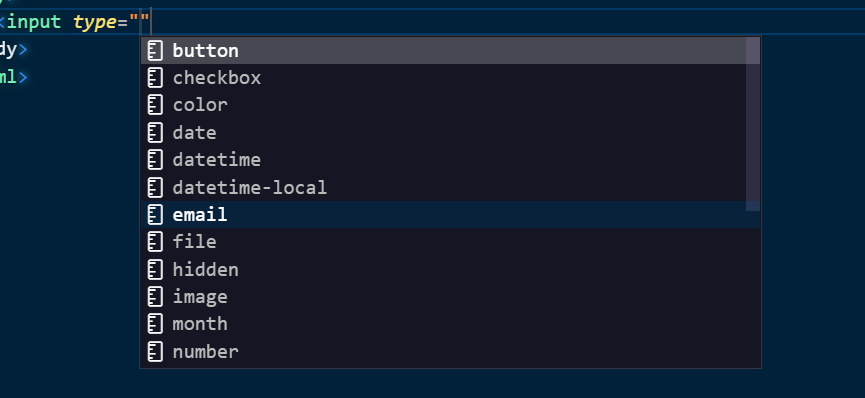 <input type=""
button
dy>
checkbox
ml>
color
date
datetime
datetime-local
email
file
hidden
image
month
number